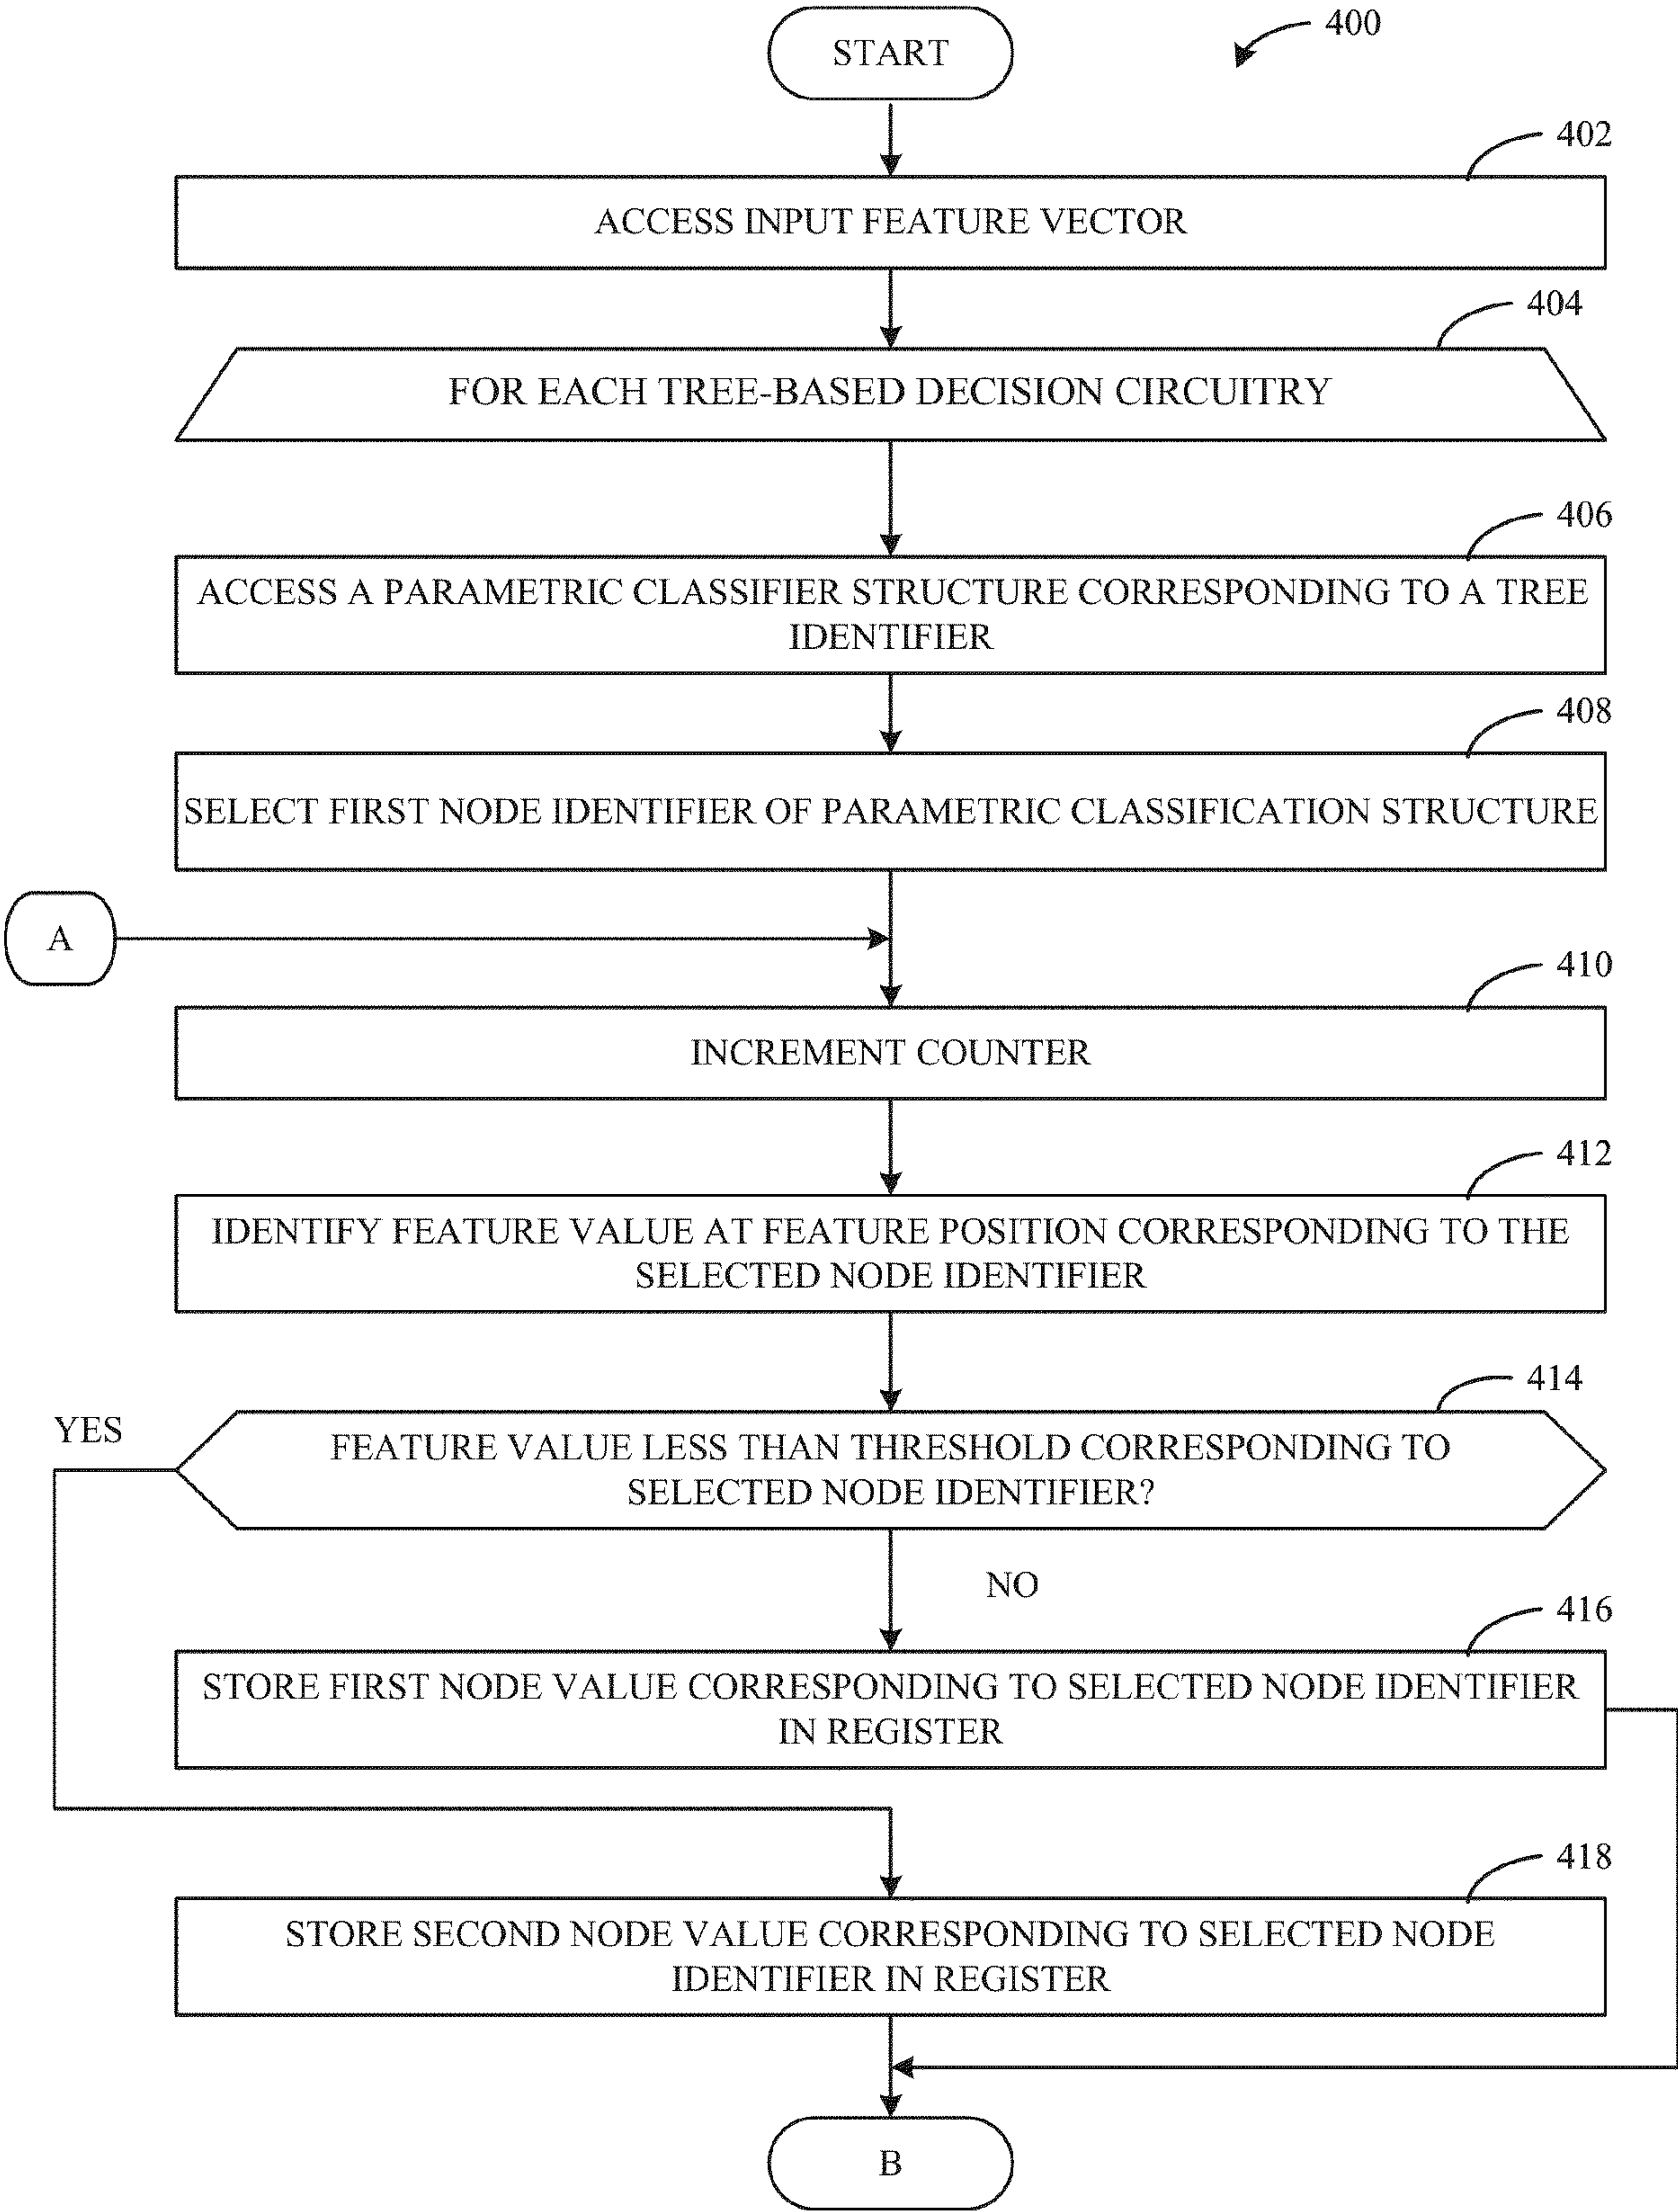 START
400
402
ACCESS INPUT FEATURE VECTOR
404
FOR EACH TREE-BASED DECISION CIRCUITRY
406
ACCESS A PARAMETRIC CLASSIFIER STRUCTURE CORRESPONDING TO A TREE
IDENTIFIER
408
SELECT FIRST NODE IDENTIFIER OF PARAMETRIC CLASSIFICATION STRUCTURE
A
410
INCREMENT COUNTER
412
IDENTIFY FEATURE VALUE AT FEATURE POSITION CORRESPONDING TO THE
SELECTED NODE IDENTIFIER
414
YES
FEATURE VALUE LESS THAN THRESHOLD CORRESPONDING TO
SELECTED NODE IDENTIFIER?
NO
416
STORE FIRST NODE VALUE CORRESPONDING TO SELECTED NODE IDENTIFIER
IN REGISTER
418
STORE SECOND NODE VALUE CORRESPONDING TO SELECTED NODE
IDENTIFIER IN REGISTER
B